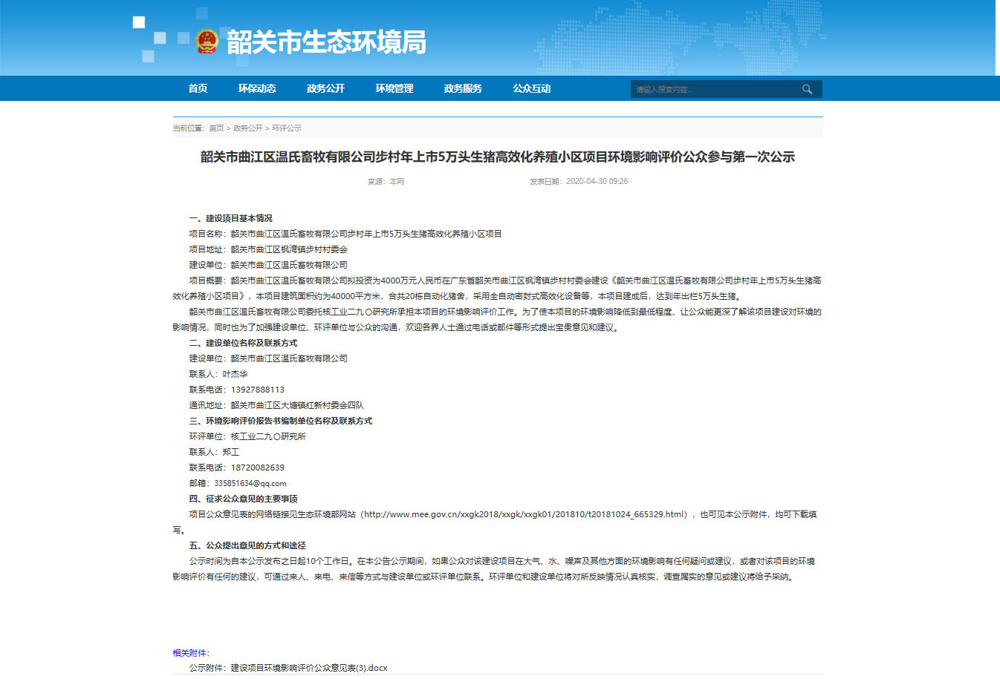 韶关市生态环境局
首页 环保动态 政务公开 环境管理 政务服务 公众互动 请输入搜索内容...
当前位置：首页 > 政务公开 > 环评公示
韶关市曲江区温氏畜牧有限公司步村年上市5万头生猪高效化养殖小区项目环境影响评价公众参与第一次公示
来源：本网 发表日期：2020-04-30 09:26
一、建设项目基本情况
项目名称：韶关市曲江区温氏畜牧有限公司步村年上市5万头生猪高效化养殖小区项目
项目地址：韶关市曲江区枫湾镇步村村委会
建设单位：韶关市曲江区温氏畜牧有限公司
项目概要：韶关市曲江区温氏畜牧有限公司拟投资为4000万元人民币在广东省韶关市曲江区枫湾镇步村村委会建设《韶关市曲江区温氏畜牧有限公司步村年上市5万头生猪高
效化养殖小区项目》，本项目建筑面积约为40000平方米，合共20栋自动化猪舍，采用全自动密封式高效化设备等，本项目建成后，达到年出栏5万头生猪。
韶关市曲江区温氏畜牧有限公司委托核工业二九〇研究所承担本项目的环境影响评价工作。为了使本项目的环境影响降低到最低程度、让公众能更深了解该项目建设对环境的
影响情况，同时也为了加强建设单位、环评单位与公众的沟通，欢迎各界人士通过电话或邮件等形式提出宝贵意见和建议。
二、建设单位名称及联系方式
建设单位：韶关市曲江区温氏畜牧有限公司
联系人：叶杰华
联系电话：13927888113
通讯地址：韶关市曲江区大塘镇红新村委会四队
三、环境影响评价报告书编制单位名称及联系方式
环评单位：核工业二九〇研究所
联系人：郑工
联系电话：18720082639
邮箱：335851634@qq.com
四、征求公众意见的主要事项
项目公众意见表的网络链接见生态环境部网站（http://www.mee.gov.cn/xxgk2018/xxgk/xxgk01/201810/t20181024_665329.html），也可见本公示附件，均可下载填
写。
五、公众提出意见的方式和途径
公示时间为自本公示发布之日起10个工作日。在本公告公示期间，如果公众对该建设项目在大气、水、噪声及其他方面的环境影响有任何疑问或建议，或者对该项目的环境
影响评价有任何的建议，可通过来人、来电、来信等方式与建设单位或环评单位联系。环评单位和建设单位将对所反映情况认真核实，调查属实的意见或建议将给予采纳。
相关附件：
公示附件：建设项目环境影响评价公众意见表(3).docx